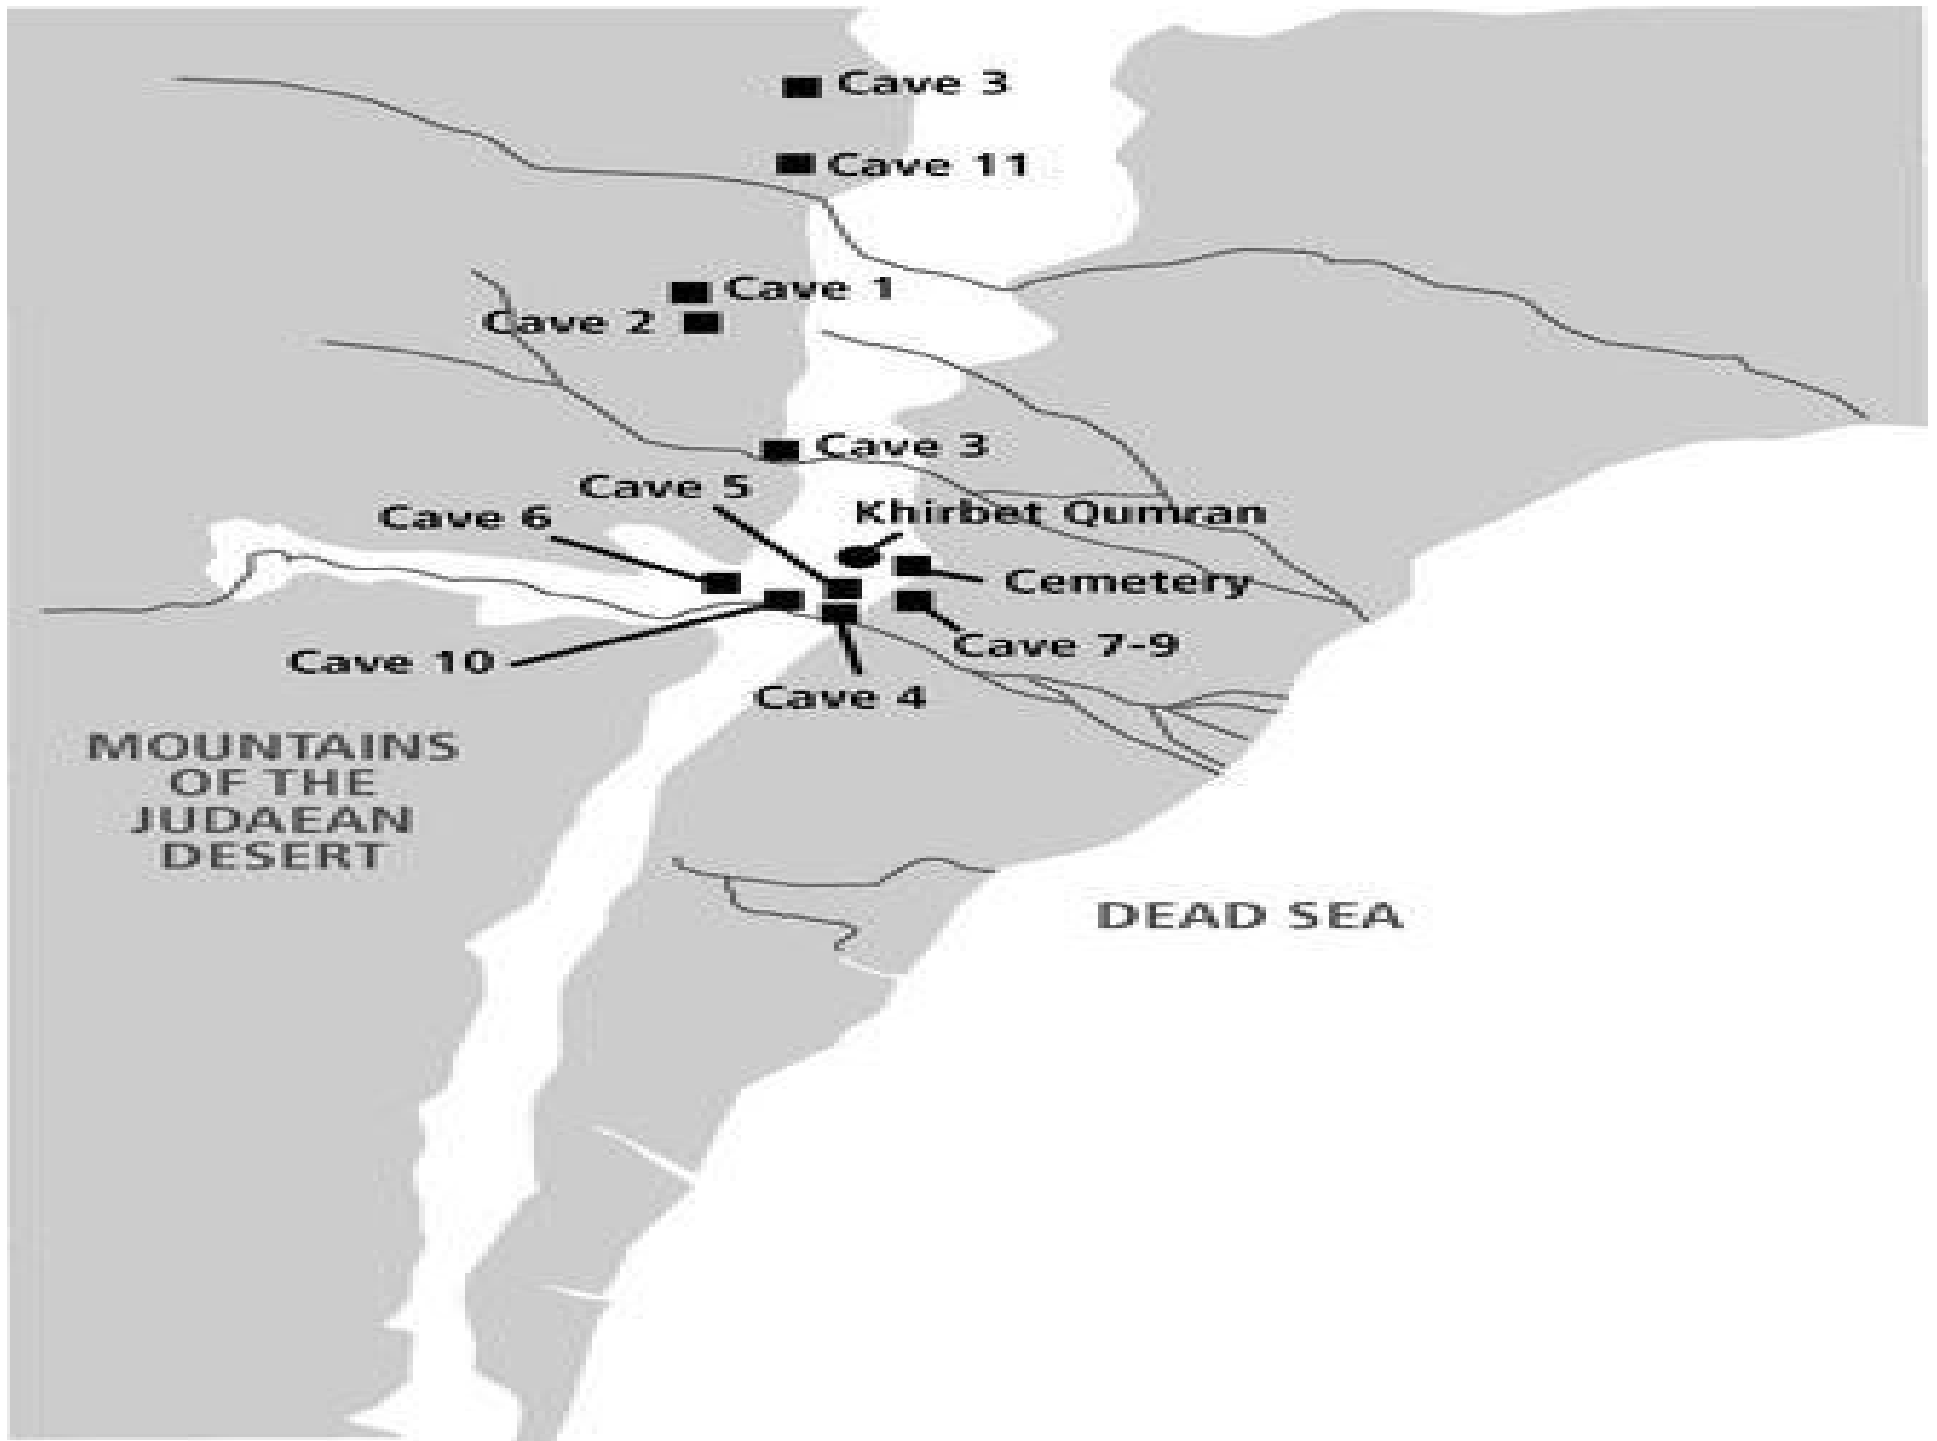 Cave 3
Cave 11
Cave 1
Cave 2
Cave 3
Cave 5
Cave 6
Khirbet Qumran
Cemetery
Cave 7-9
Cave 10
Cave 4
MOUNTAINS
OF THE
JUDAEAN
DESERT
DEAD SEA